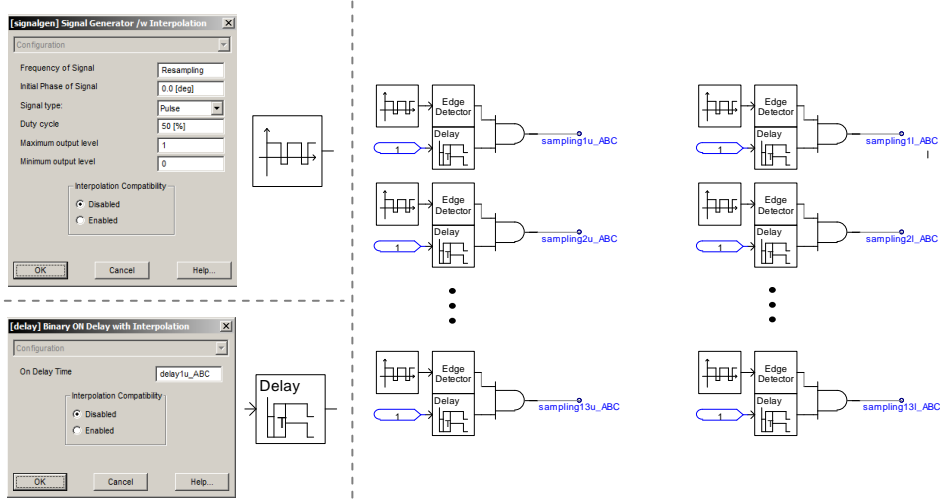 [signalgen] Signal Generator /w Interpolation
Configuration
Frequency of Signal
Resampling
Initial Phase of Signal
0.0 [deg]
Signal type:
Pulse
Duty cycle
50 [%]
Maximum output level
1
Minimum output level
0
Interpolation Compatibility
Disabled
Enabled
OK
Cancel
Help...
[delay] Binary ON Delay with Interpolation
Configuration
On Delay Time
delay1u_ABC
Interpolation Compatibility
Disabled
Enabled
OK
Cancel
Help...
Delay
T
Edge
Detector
Delay
T
1
sampling1u_ABC
Edge
Detector
Delay
T
1
sampling1l_ABC
Edge
Detector
Delay
T
1
sampling2u_ABC
Edge
Detector
Delay
T
1
sampling2l_ABC
Edge
Detector
Delay
T
1
sampling13u_ABC
Edge
Detector
Delay
T
1
sampling13l_ABC